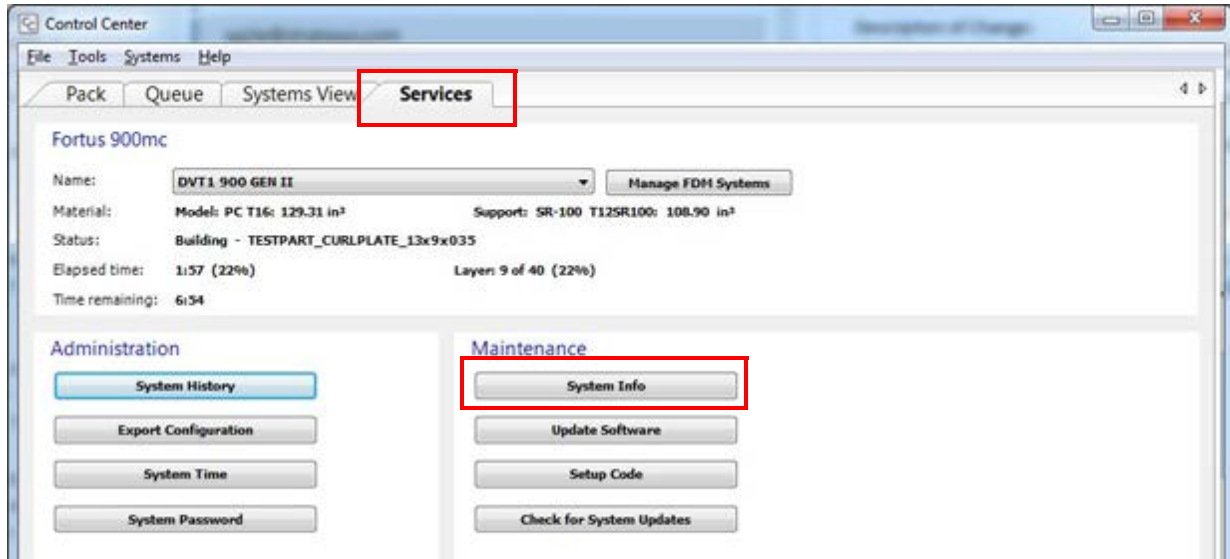 Control Center
File Tools Systems Help
Pack Queue Systems View Services
Fortus 900mc
Name: DVT1 900 GEN II Manage FDM Systems
Material: Model: PC T16: 129.31 in³ Support: SR-100 T12SR100: 108.90 in³
Status: Building - TESTPART_CURLPLATE_13x9x035
Elapsed time: 1:57 (22%) Layer: 9 of 40 (22%)
Time remaining: 6:54
Administration Maintenance
System History System Info
Export Configuration Update Software
System Time Setup Code
System Password Check for System Updates